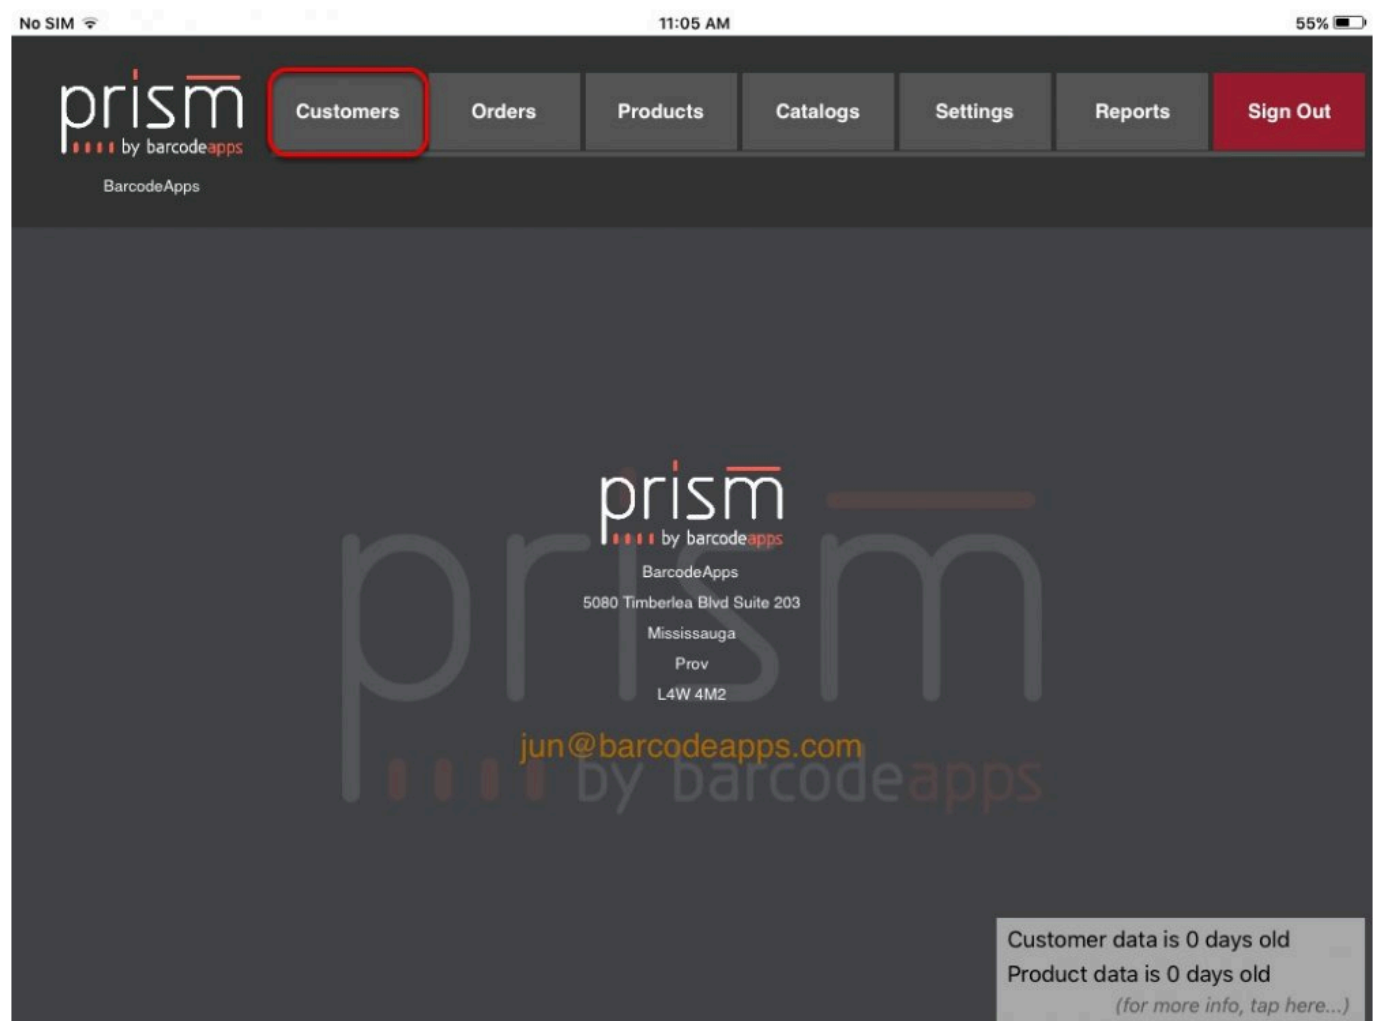 No SIM 11:05 AM 55%
prism
by barcodeapps
BarcodeApps
Customers Orders Products Catalogs Settings Reports Sign Out
prism
by barcodeapps
BarcodeApps
5080 Timberlea Blvd Suite 203
Mississauga
Prov
L4W 4M2
jun@barcodeapps.com
prism
by barcodeapps
Customer data is 0 days old
Product data is 0 days old
(for more info, tap here...)